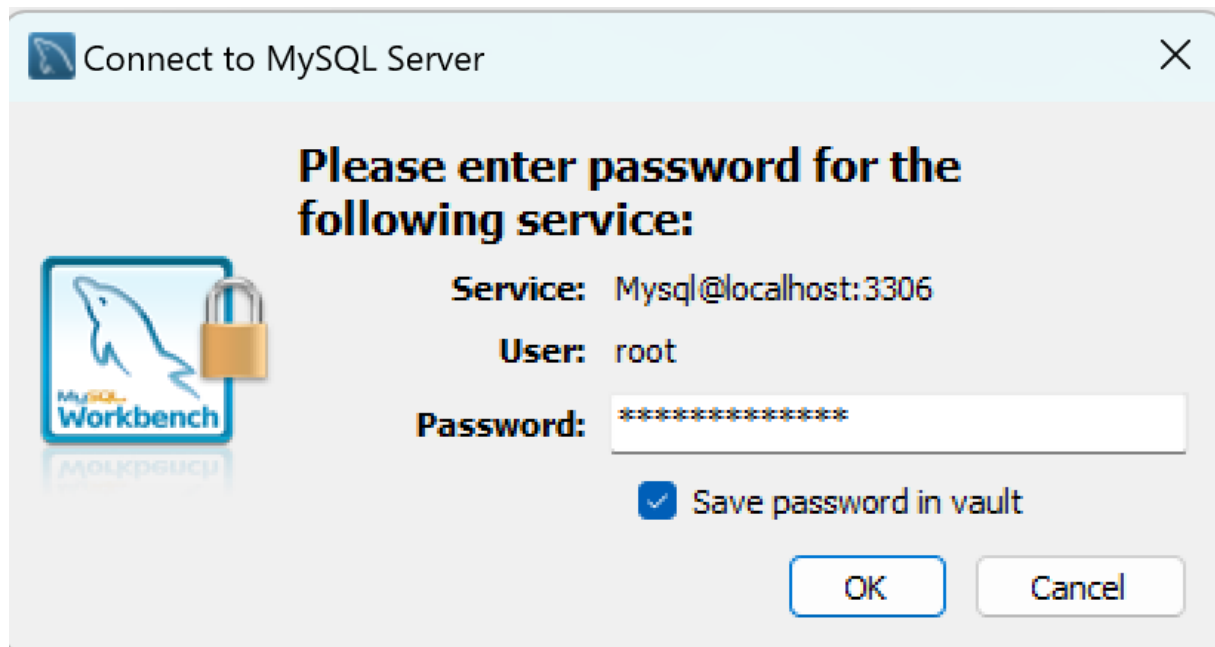 Connect to MySQL Server
Please enter password for the
following service:
Service: Mysql@localhost:3306
User: root
MySQL
Workbench
Password: *************
Save password in vault
OK Cancel